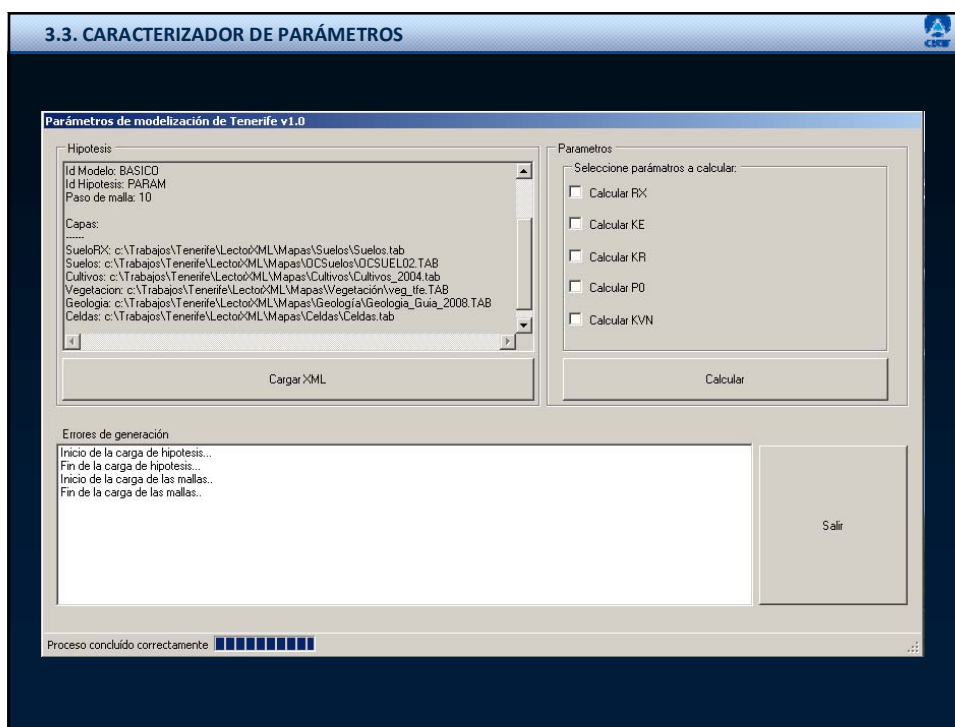 3.3. CARACTERIZADOR DE PARÁMETROS
Parámetros de modelización de Tenerife v1.0
Hipotesis
Id Modelo: BASICO
Id Hipotesis: PARAM
Paso de malla: 10
Capas:
------
SueloRX: c:\Trabajos\Tenerife\LectorXML\Mapas\Suelos\Suelos.tab
Suelos: c:\Trabajos\Tenerife\LectorXML\Mapas\OCSuelos\OCSUEL02.TAB
Cultivos: c:\Trabajos\Tenerife\LectorXML\Mapas\Cultivos\Cultivos_2004.tab
Vegetacion: c:\Trabajos\Tenerife\LectorXML\Mapas\Vegetación\veg_tfe.TAB
Geologia: c:\Trabajos\Tenerife\LectorXML\Mapas\Geología\Geologia_Guia_2008.TAB
Celdas: c:\Trabajos\Tenerife\LectorXML\Mapas\Celdas\Celdas.tab
Cargar XML
Parametros
Seleccione parámatros a calcular:
Calcular RX
Calcular KE
Calcular KR
Calcular P0
Calcular KVN
Calcular
Errores de generación
Inicio de la carga de hipotesis...
Fin de la carga de hipotesis...
Inicio de la carga de las mallas..
Fin de la carga de las mallas..
Salir
Proceso concluído correctamente